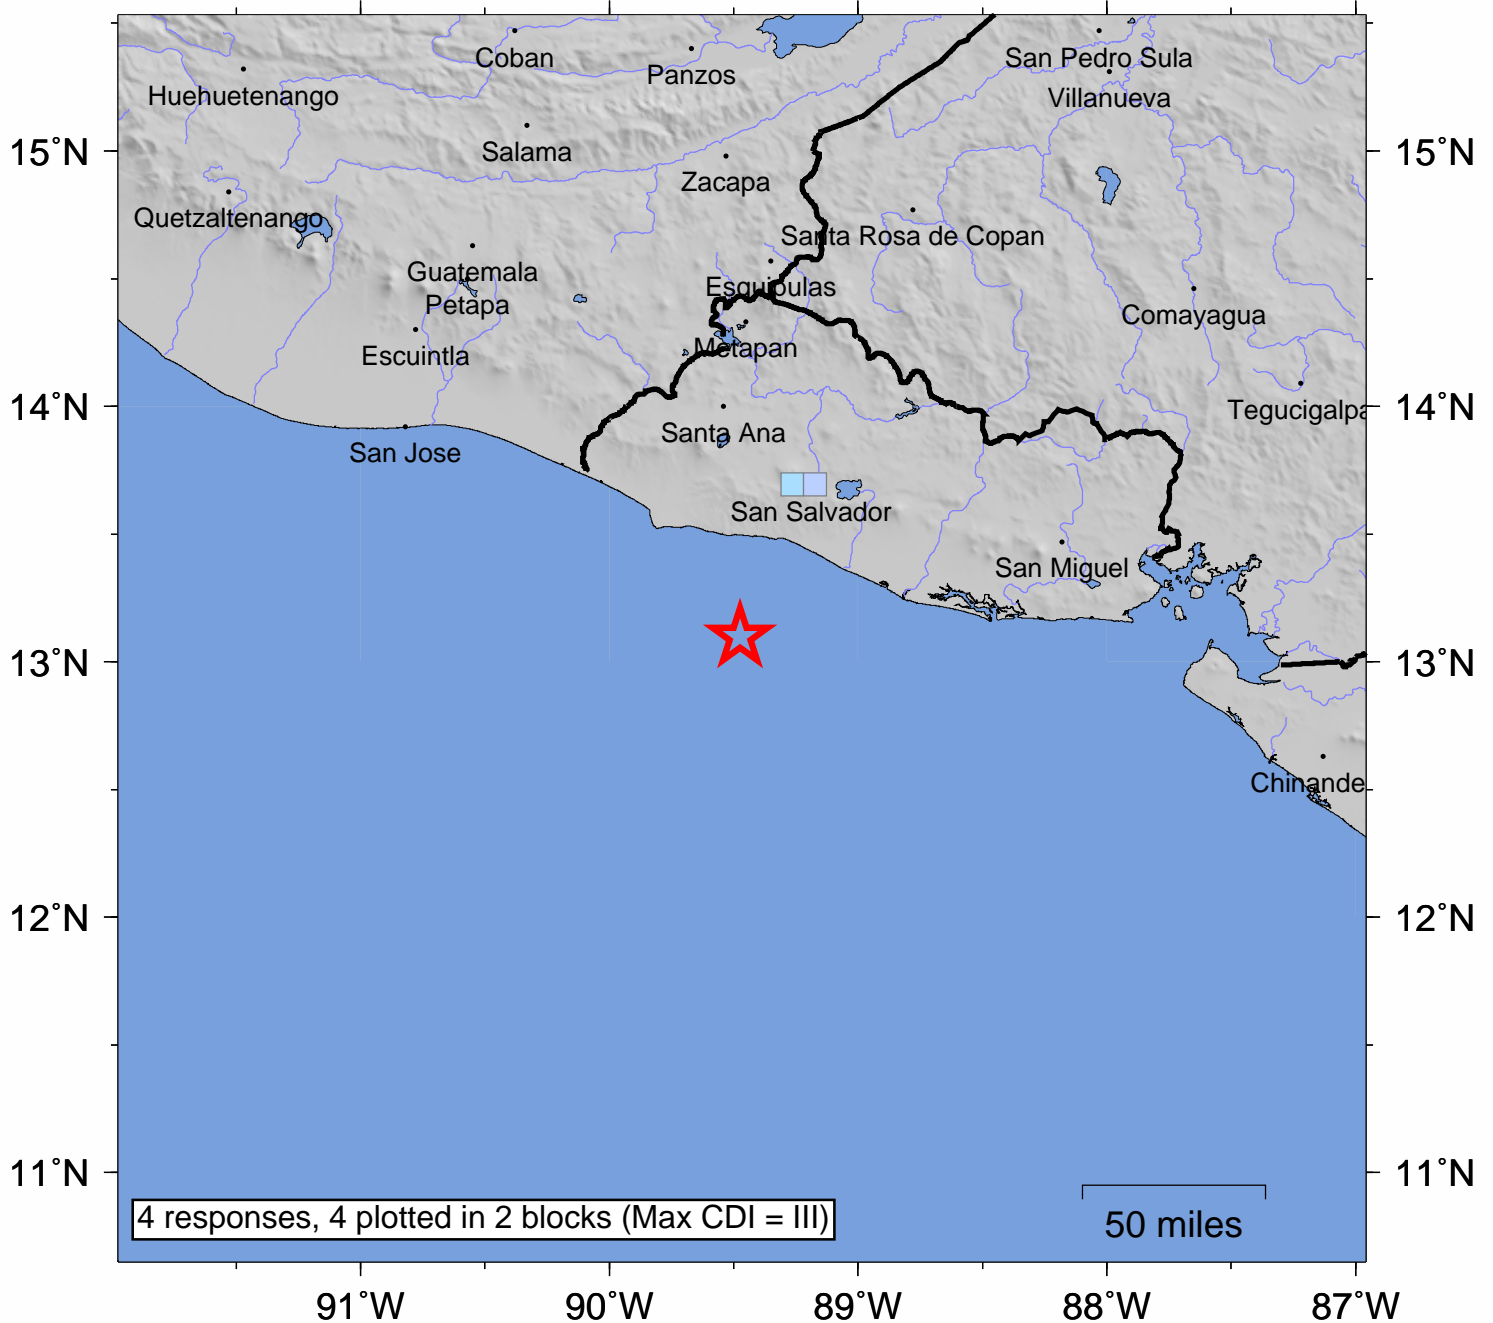 Coban
San Pedro Sula
Panzos
Huehuetenango
Villanueva
15°N
Salama
15°N
Zacapa
Quetzaltenango
Santa Rosa de Copan
Guatemala
Esquipulas
Petapa
Comayagua
Metapan
Escuintla
14°N
Tegucigalpa
14°N
Santa Ana
San Jose
San Salvador
San Miguel
13°N
13°N
Chinande
12°N
12°N
11°N
11°N
4 responses, 4 plotted in 2 blocks (Max CDI = III)
50 miles
91°W
90°W
89°W
88°W
87°W